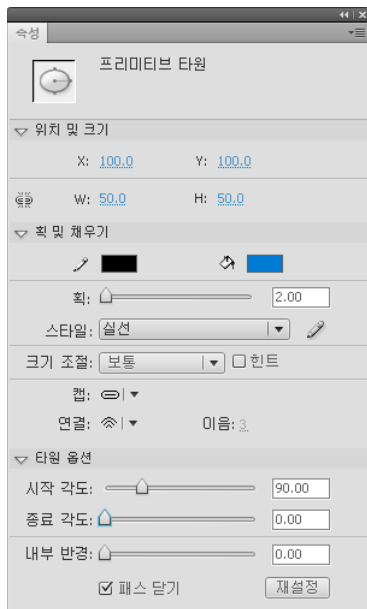 속성
프리미티브 타원
위치 및 크기
X: 100.0 Y: 100.0
W: 50.0 H: 50.0
획 및 채우기
획: 2.00
스타일: 실선
크기 조절: 보통 힌트
캡:
연결: 이음: 3
타원 옵션
시작 각도: 90.00
종료 각도: 0.00
내부 반경: 0.00
패스 닫기 재설정